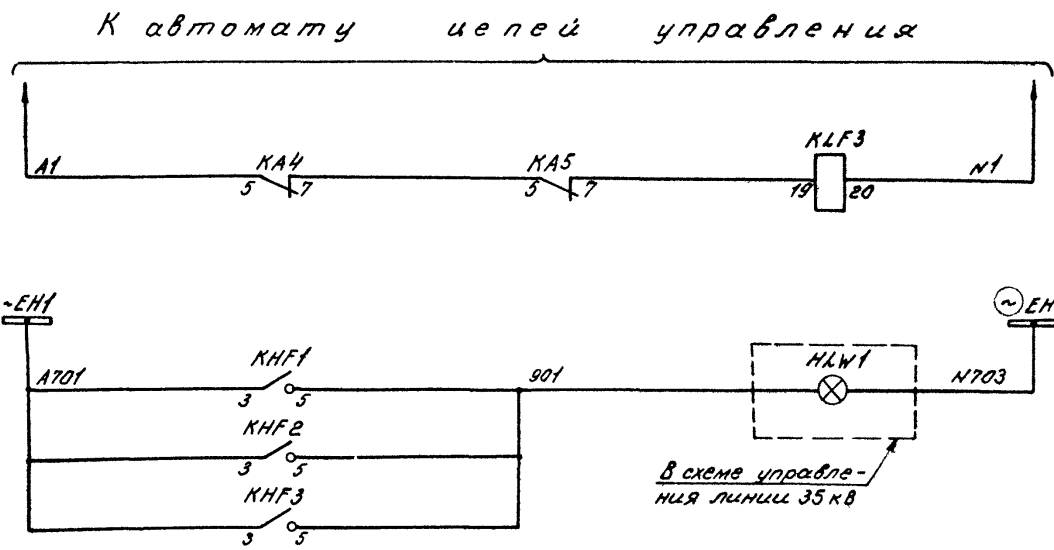 К автомату цепей управления
A1
KA4
5 7
KA5
5 7
KLF3
19 20
N1
~EH1
~ EH
A701
KHF1
3 5
901
HLW1
N703
KHF2
3 5
В схеме управле-
ния линии 35 кВ
KHF3
3 5